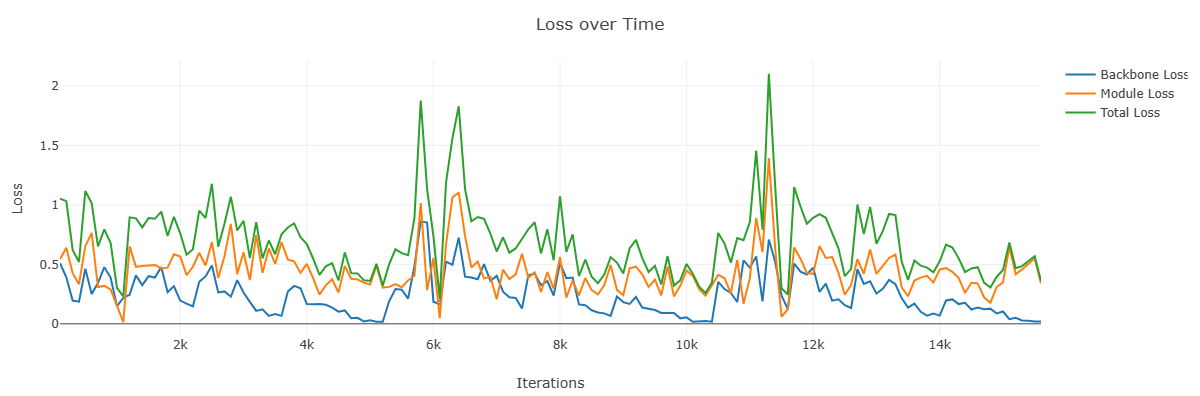 Loss over Time
2
1.5
1
0.5
0
Loss
2k
4k
6k
8k
10k
12k
14k
Iterations
Backbone Loss
Module Loss
Total Loss